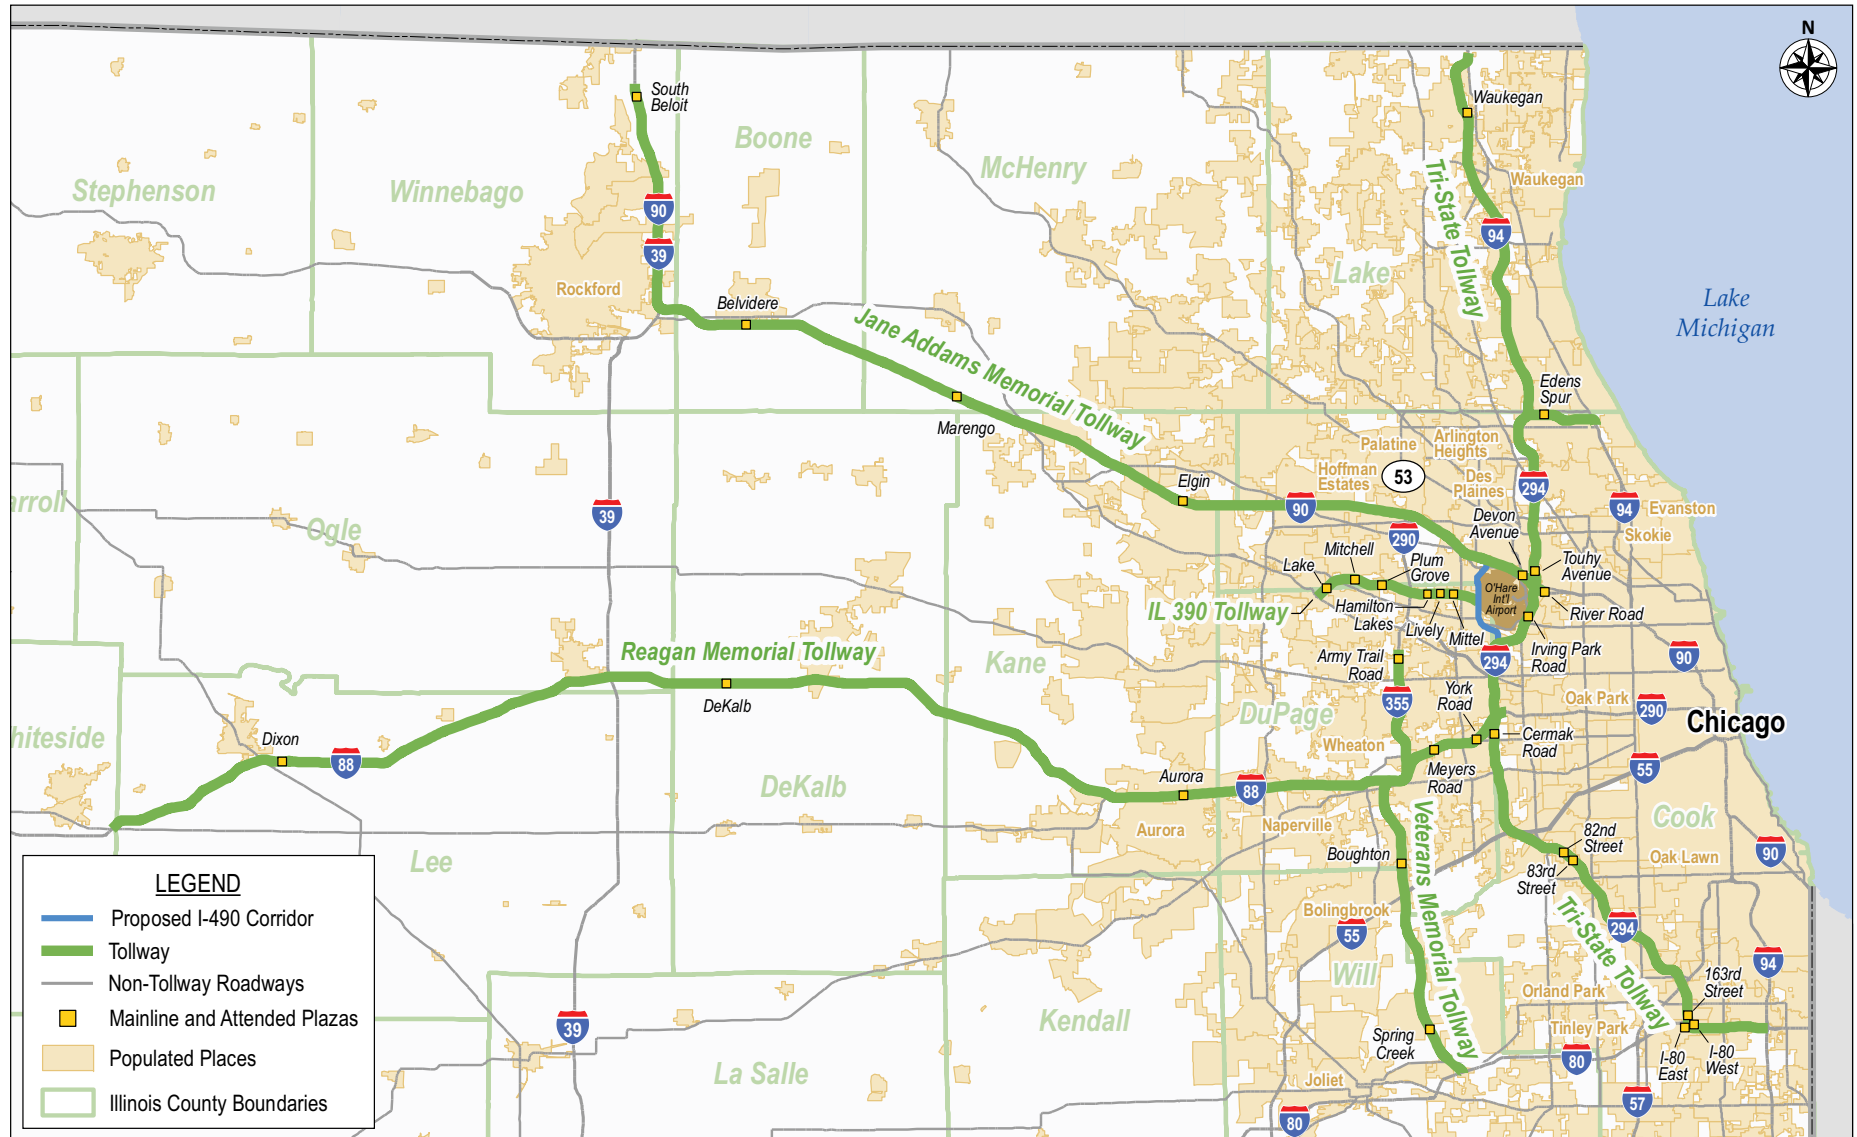 N
South
Beloit
Waukegan
Boone
McHenry
Stephenson
Winnebago
Waukegan
Tri-State Tollway
90
94
39
Lake
Rockford
Belvidere
Lake
Michigan
Jane Addams Memorial Tollway
Edens
Spur
Marengo
Palatine
Arlington
Heights
Hoffman
Estates
53
Des
Plaines
Elgin
294
arroll
90
94
Evanston
39
Devon
Avenue
Ogle
290
Skokie
Mitchell
Plum
Grove
Touhy
Avenue
Lake
O'Hare
Int'l
Airport
IL 390 Tollway
Hamilton
Lakes
Lively
Mittel
River Road
Reagan Memorial Tollway
Kane
Army Trail
Road
294
Irving Park
Road
90
DeKalb
355
York
Road
Oak Park
290
DuPage
Chicago
hiteside
Dixon
Wheaton
Cermak
Road
88
Aurora
88
Meyers
Road
55
DeKalb
Veterans Memorial Tollway
Cook
Aurora
Naperville
82nd
Street
Lee
Boughton
83rd
Street
Oak Lawn
90
Bolingbrook
55
Tri-State Tollway
294
94
Will
163rd
Street
Orland Park
Kendall
39
Spring
Creek
Tinley Park
I-80
East
I-80
West
80
La Salle
Joliet
57
80
LEGEND
Proposed I-490 Corridor
Tollway
Non-Tollway Roadways
Mainline and Attended Plazas
Populated Places
Illinois County Boundaries